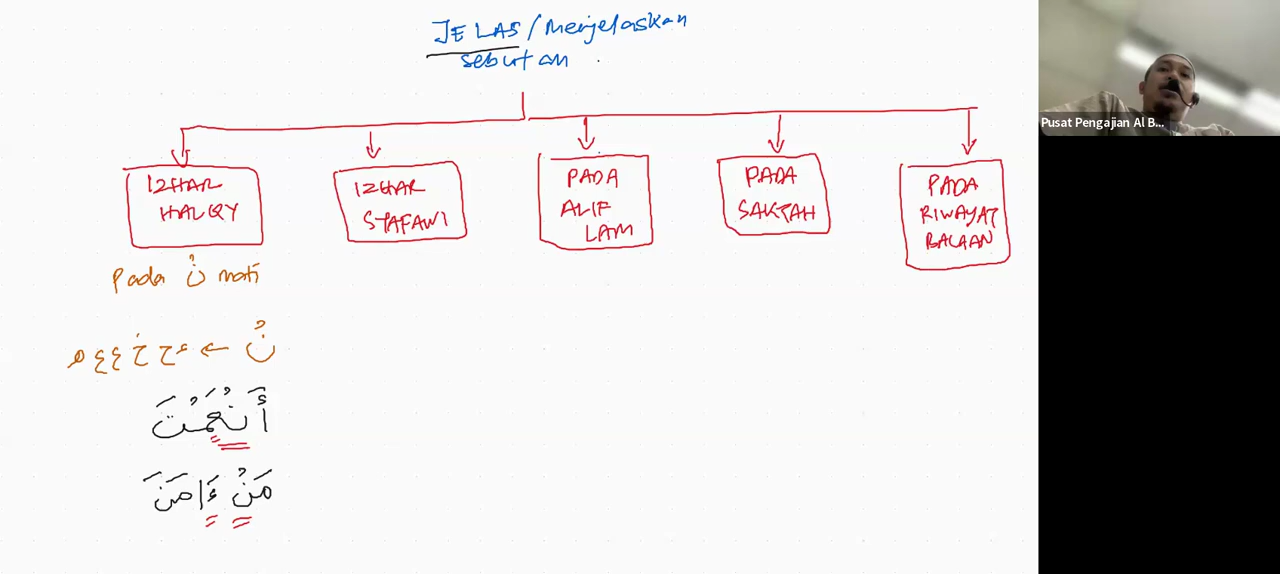 JELAS/Menjelaskan
sebutan
IZHAR
HALQY
IZHAR
SYAFAWI
PADA
ALIF
LAM
PADA
SAKTAH
PADA
RIWAYAT
BACAAN
Pada نْ mati
نْ ← ء ح خ ع غ ه
أَنْعَمْتَ
مَنْ ءَامَنَ
Pusat Pengajian Al B...